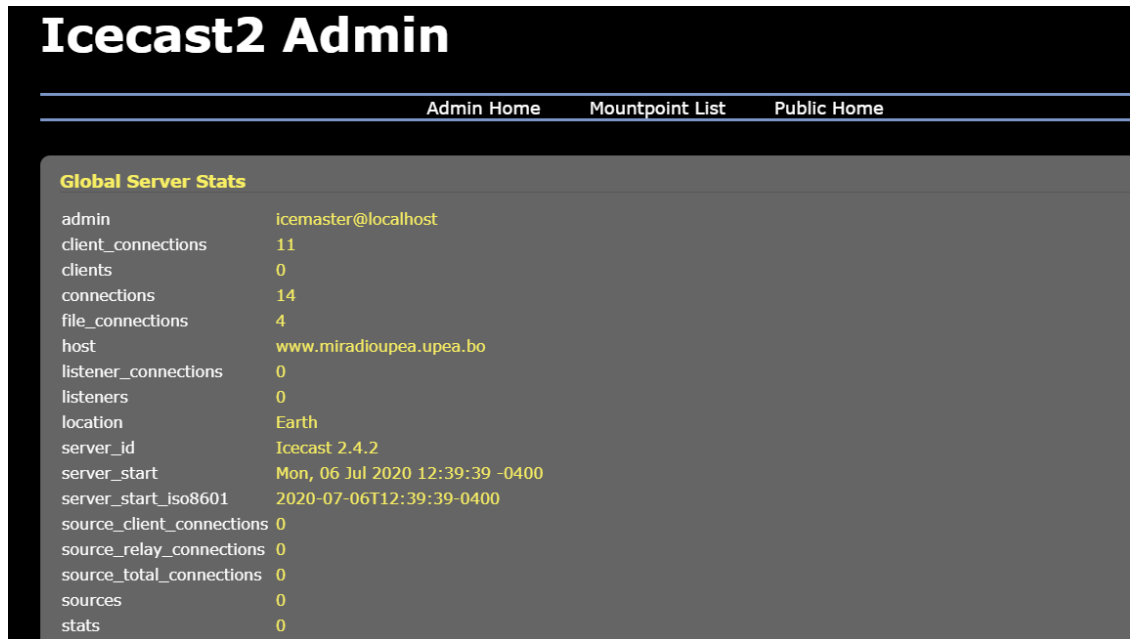 Icecast2 Admin
Admin Home Mountpoint List Public Home
Global Server Stats
admin icemaster@localhost
client_connections 11
clients 0
connections 14
file_connections 4
host www.miradioupea.upea.bo
listener_connections 0
listeners 0
location Earth
server_id Icecast 2.4.2
server_start Mon, 06 Jul 2020 12:39:39 -0400
server_start_iso8601 2020-07-06T12:39:39-0400
source_client_connections 0
source_relay_connections 0
source_total_connections 0
sources 0
stats 0